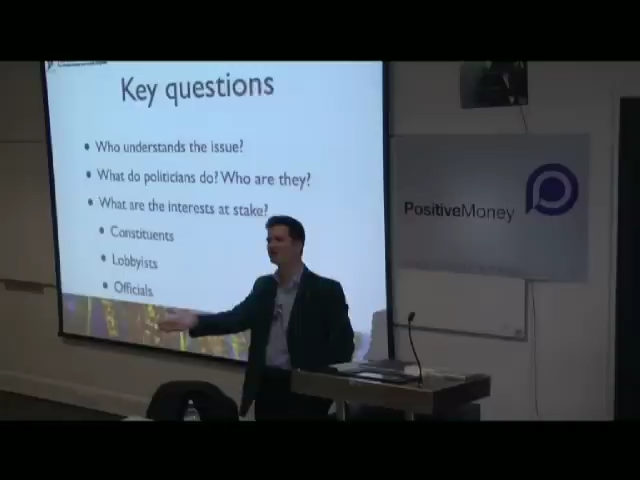 Key questions
• Who understands the issue?
• What do politicians do? Who are they?
• What are the interests at stake?
• Constituents
• Lobbyists
• Officials
PositiveMoney